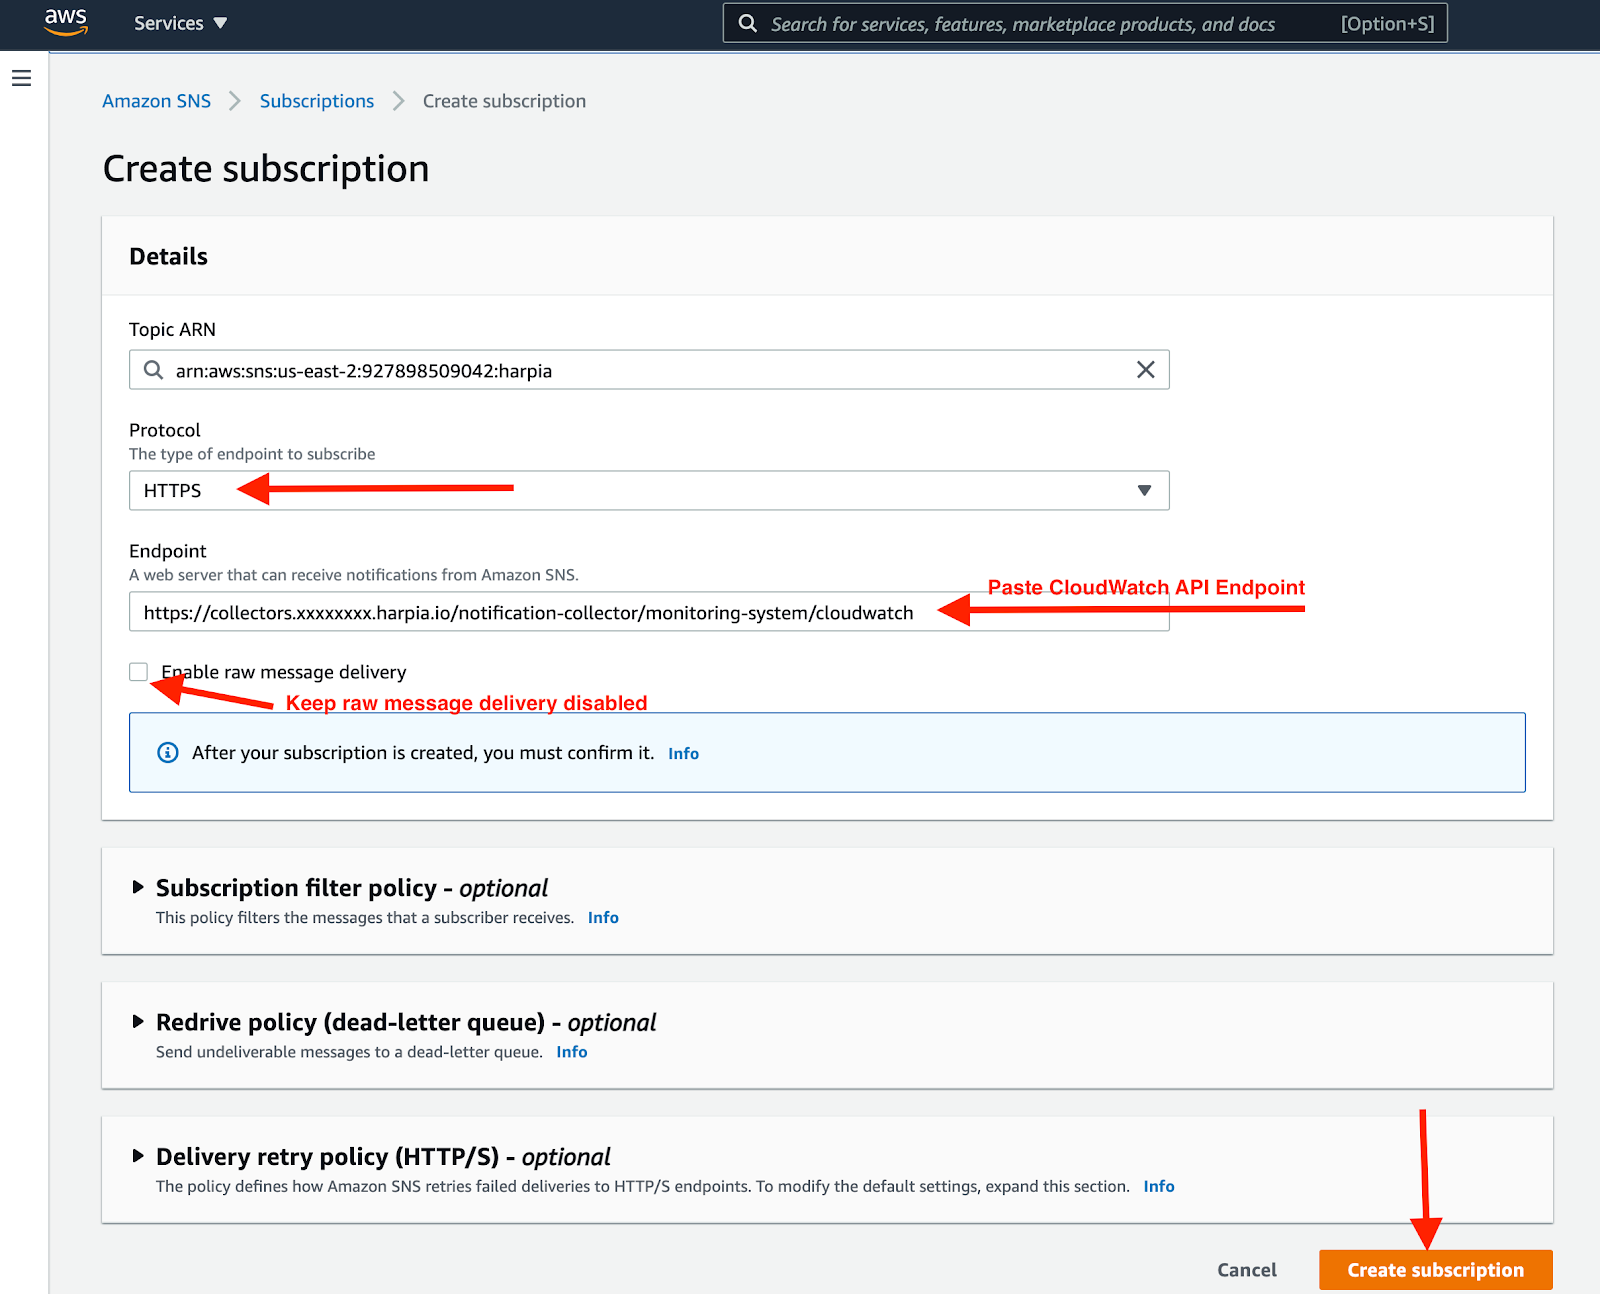 aws
Services
Search for services, features, marketplace products, and docs [Option+S]
Amazon SNS Subscriptions Create subscription
Create subscription
Details
Topic ARN
arn:aws:sns:us-east-2:927898509042:harpia
Protocol
The type of endpoint to subscribe
HTTPS
Endpoint
A web server that can receive notifications from Amazon SNS.
Paste CloudWatch API Endpoint
https://collectors.xxxxxxxx.harpia.io/notification-collector/monitoring-system/cloudwatch
Enable raw message delivery
Keep raw message delivery disabled
After your subscription is created, you must confirm it. Info
Subscription filter policy - optional
This policy filters the messages that a subscriber receives. Info
Redrive policy (dead-letter queue) - optional
Send undeliverable messages to a dead-letter queue. Info
Delivery retry policy (HTTP/S) - optional
The policy defines how Amazon SNS retries failed deliveries to HTTP/S endpoints. To modify the default settings, expand this section. Info
Cancel Create subscription